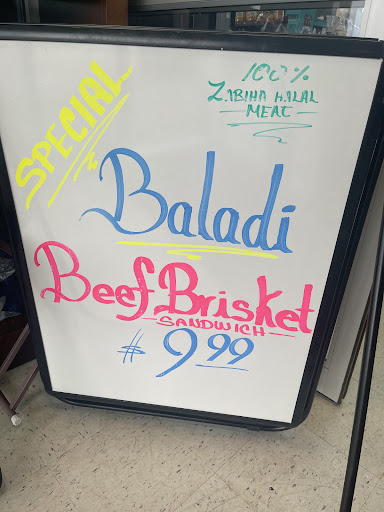 SPECIAL
100%
ZABIHA HALAL
MEAT
Baladi
Beef Brisket
SANDWICH
$9.99